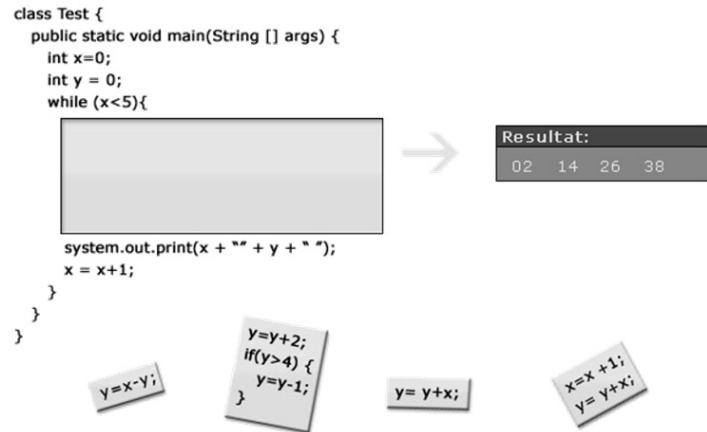 class Test {
public static void main(String [] args) {
int x=0;
int y = 0;
while (x<5){
Resultat:
02 14 26 38
system.out.print(x + “” + y + “ ”);
x = x+1;
}
}
}
y=x-y;
y=y+2;
if(y>4) {
y=y-1;
}
y= y+x;
x=x +1;
y= y+x;